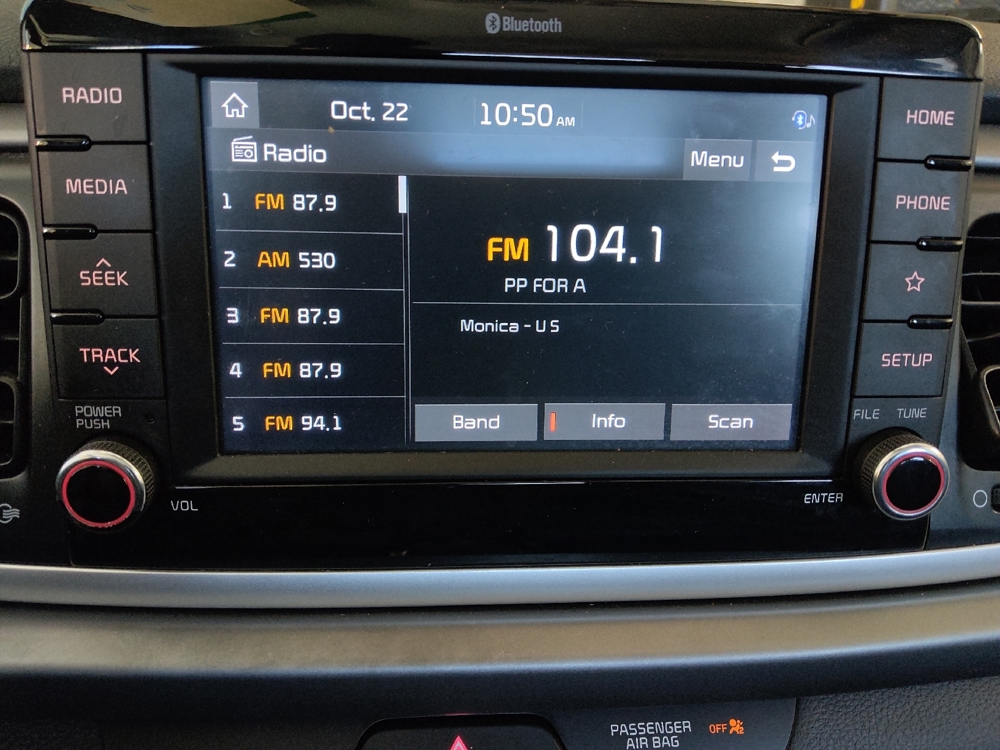 Bluetooth
RADIO
MEDIA
SEEK
TRACK
POWER
PUSH
VOL
Oct. 22 10:50 AM
Radio
Menu
1 FM 87.9
2 AM 530
3 FM 87.9
4 FM 87.9
5 FM 94.1
FM 104.1
PP FOR A
Monica - U S
Band Info Scan
HOME
PHONE
SETUP
FILE TUNE
ENTER
PASSENGER
AIR BAG
OFF